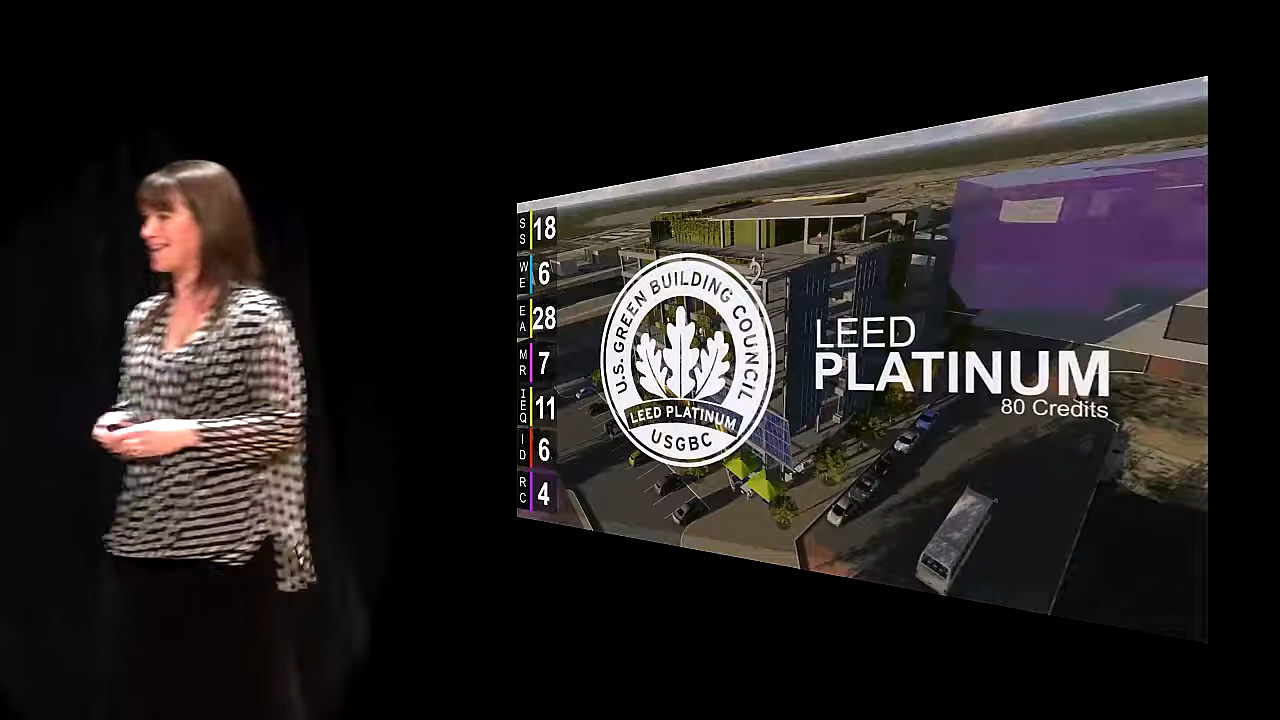 SS 18
WE 6
EA 28
MR 7
IEQ 11
ID 6
RC 4
U.S. GREEN BUILDING COUNCIL
LEED PLATINUM
USGBC
LEED
PLATINUM
80 Credits